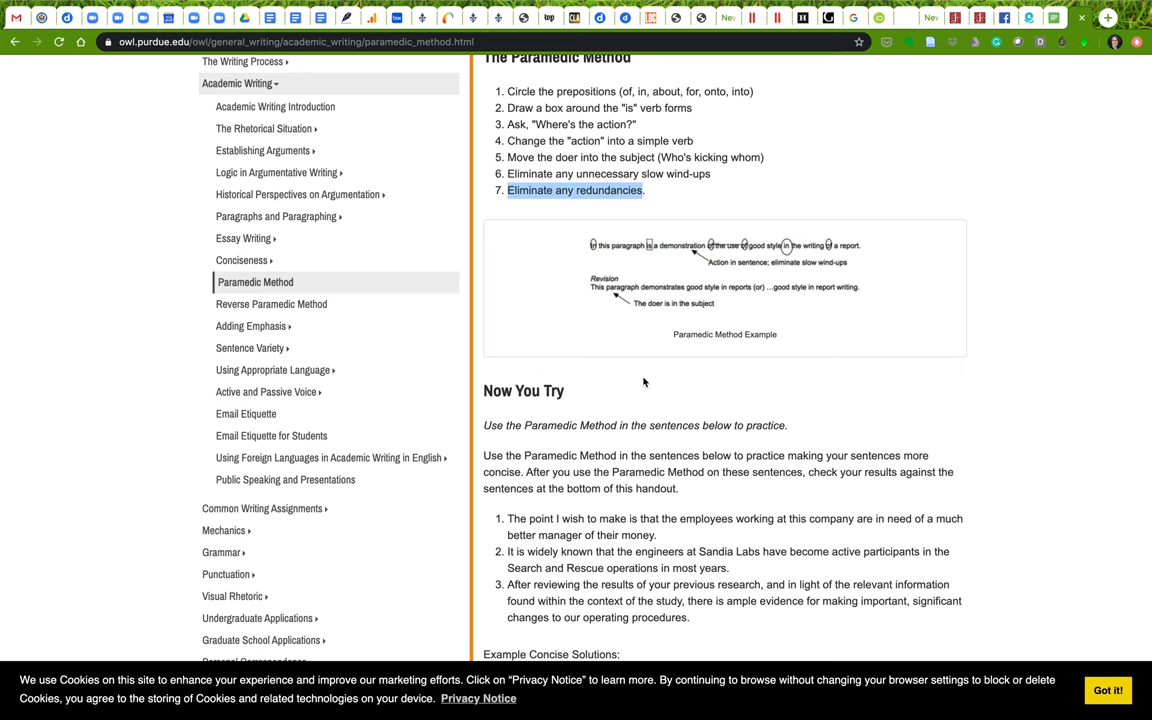 owl.purdue.edu/owl/general_writing/academic_writing/paramedic_method.html
The Writing Process
Academic Writing
Academic Writing Introduction
The Rhetorical Situation
Establishing Arguments
Logic in Argumentative Writing
Historical Perspectives on Argumentation
Paragraphs and Paragraphing
Essay Writing
Conciseness
Paramedic Method
Reverse Paramedic Method
Adding Emphasis
Sentence Variety
Using Appropriate Language
Active and Passive Voice
Email Etiquette
Email Etiquette for Students
Using Foreign Languages in Academic Writing in English
Public Speaking and Presentations
Common Writing Assignments
Mechanics
Grammar
Punctuation
Visual Rhetoric
Undergraduate Applications
Graduate School Applications
Personal Correspondence
The Paramedic Method
1. Circle the prepositions (of, in, about, for, onto, into)
2. Draw a box around the "is" verb forms
3. Ask, "Where's the action?"
4. Change the "action" into a simple verb
5. Move the doer into the subject (Who's kicking whom)
6. Eliminate any unnecessary slow wind-ups
7. Eliminate any redundancies.
In this paragraph is a demonstration of the use of good style in the writing of a report.
Action in sentence; eliminate slow wind-ups
Revision
This paragraph demonstrates good style in reports (or) ...good style in report writing.
The doer is in the subject
Paramedic Method Example
Now You Try
Use the Paramedic Method in the sentences below to practice.
Use the Paramedic Method in the sentences below to practice making your sentences more
concise. After you use the Paramedic Method on these sentences, check your results against the
sentences at the bottom of this handout.
1. The point I wish to make is that the employees working at this company are in need of a much
better manager of their money.
2. It is widely known that the engineers at Sandia Labs have become active participants in the
Search and Rescue operations in most years.
3. After reviewing the results of your previous research, and in light of the relevant information
found within the context of the study, there is ample evidence for making important, significant
changes to our operating procedures.
Example Concise Solutions:
We use Cookies on this site to enhance your experience and improve our marketing efforts. Click on “Privacy Notice” to learn more. By continuing to browse without changing your browser settings to block or delete
Cookies, you agree to the storing of Cookies and related technologies on your device. Privacy Notice
Got it!